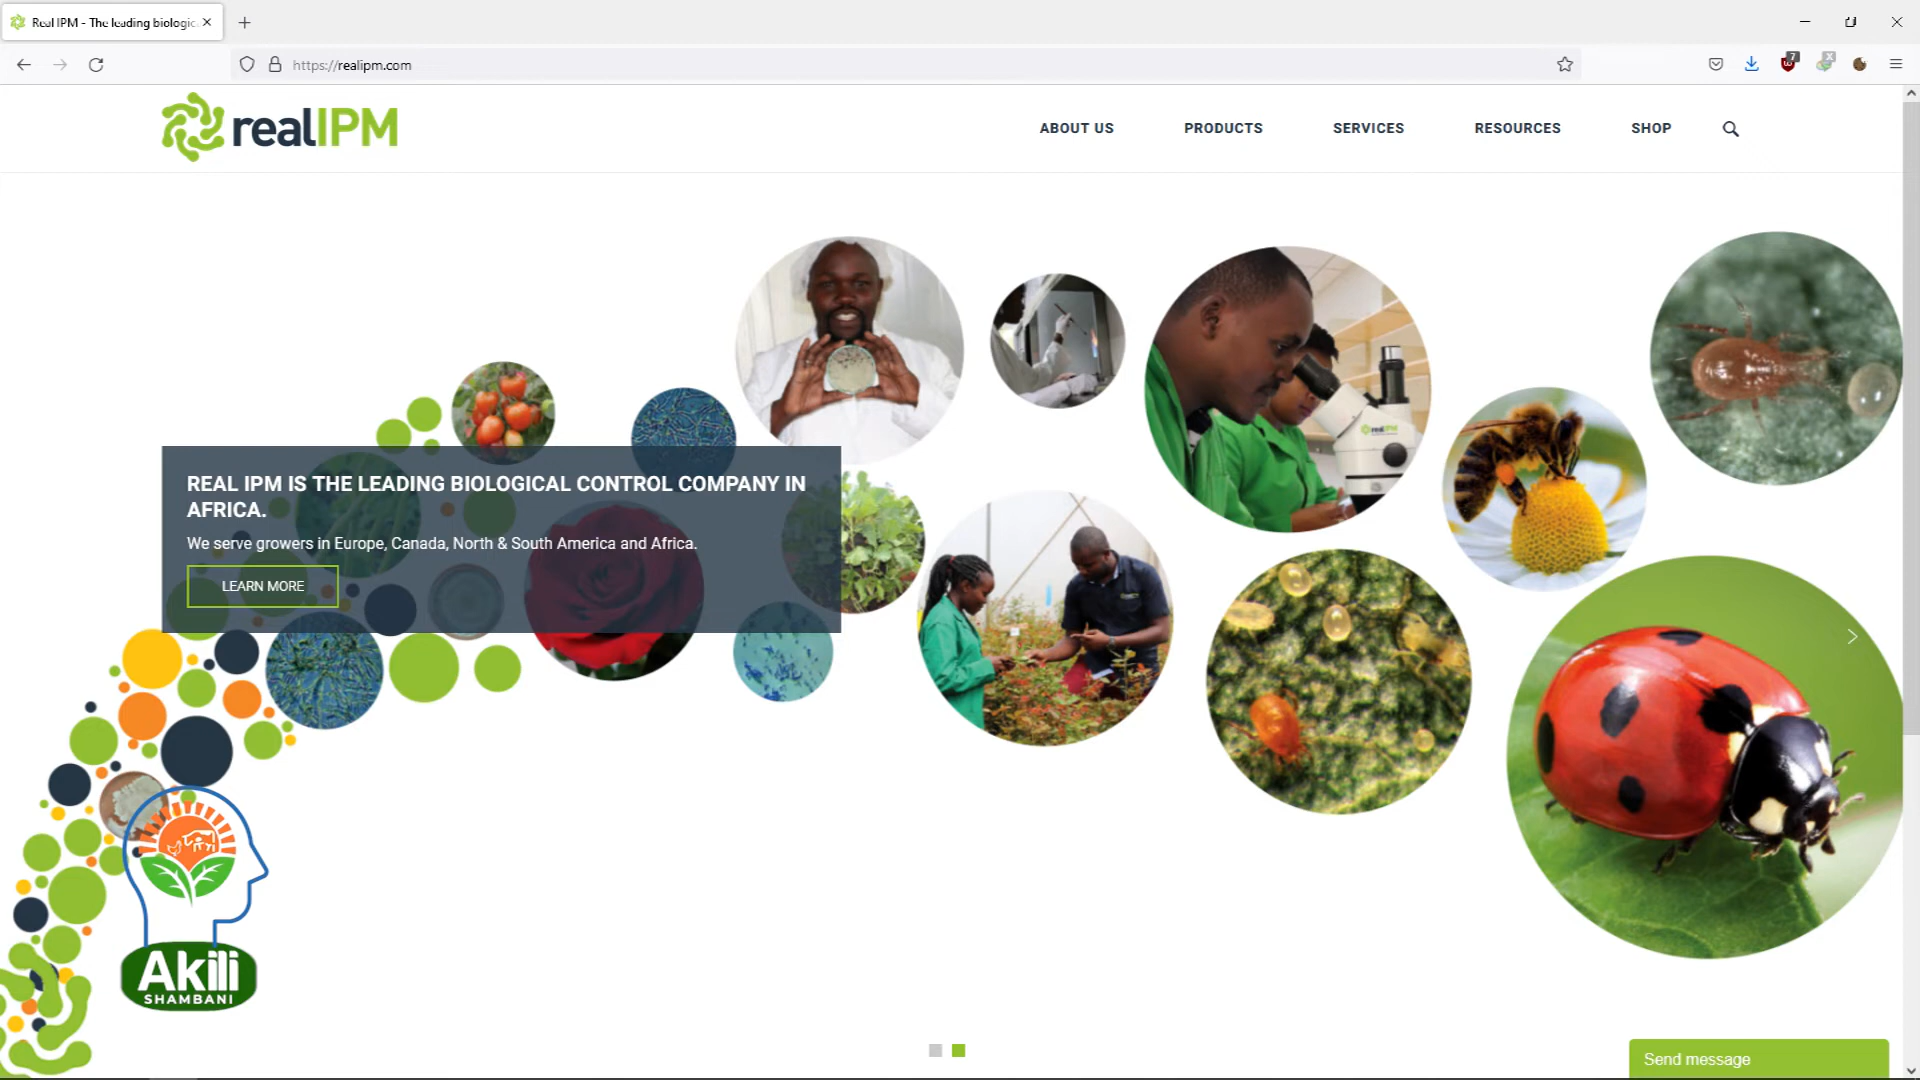 Real IPM - The leading biologic
7
X
https://realipm.com
realIPM
ABOUT US
PRODUCTS
SERVICES
RESOURCES
SHOP
realIPM
REAL IPM IS THE LEADING BIOLOGICAL CONTROL COMPANY IN
AFRICA.
We serve growers in Europe, Canada, North & South America and Africa.
LEARN MORE
Akili
SHAMBANI
Send message